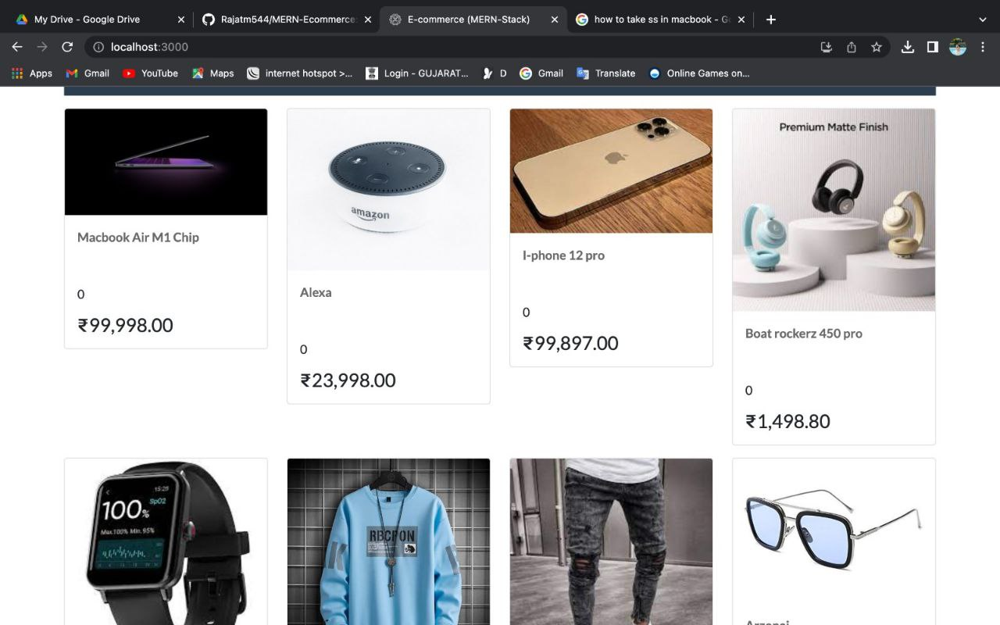 My Drive - Google Drive
Rajatm544/MERN-Ecommerce:
E-commerce (MERN-Stack)
how to take ss in macbook - Go
localhost:3000
Apps
Gmail
YouTube
Maps
internet hotspot >...
Login - GUJARAT...
D
Gmail
Translate
Online Games on...
amazon
Premium Matte Finish
Macbook Air M1 Chip
0
₹99,998.00
Alexa
0
₹23,998.00
I-phone 12 pro
0
₹99,897.00
Boat rockerz 450 pro
0
₹1,498.80
15:25
100%
SpO2
Max.100% Min.95%
RBCPON